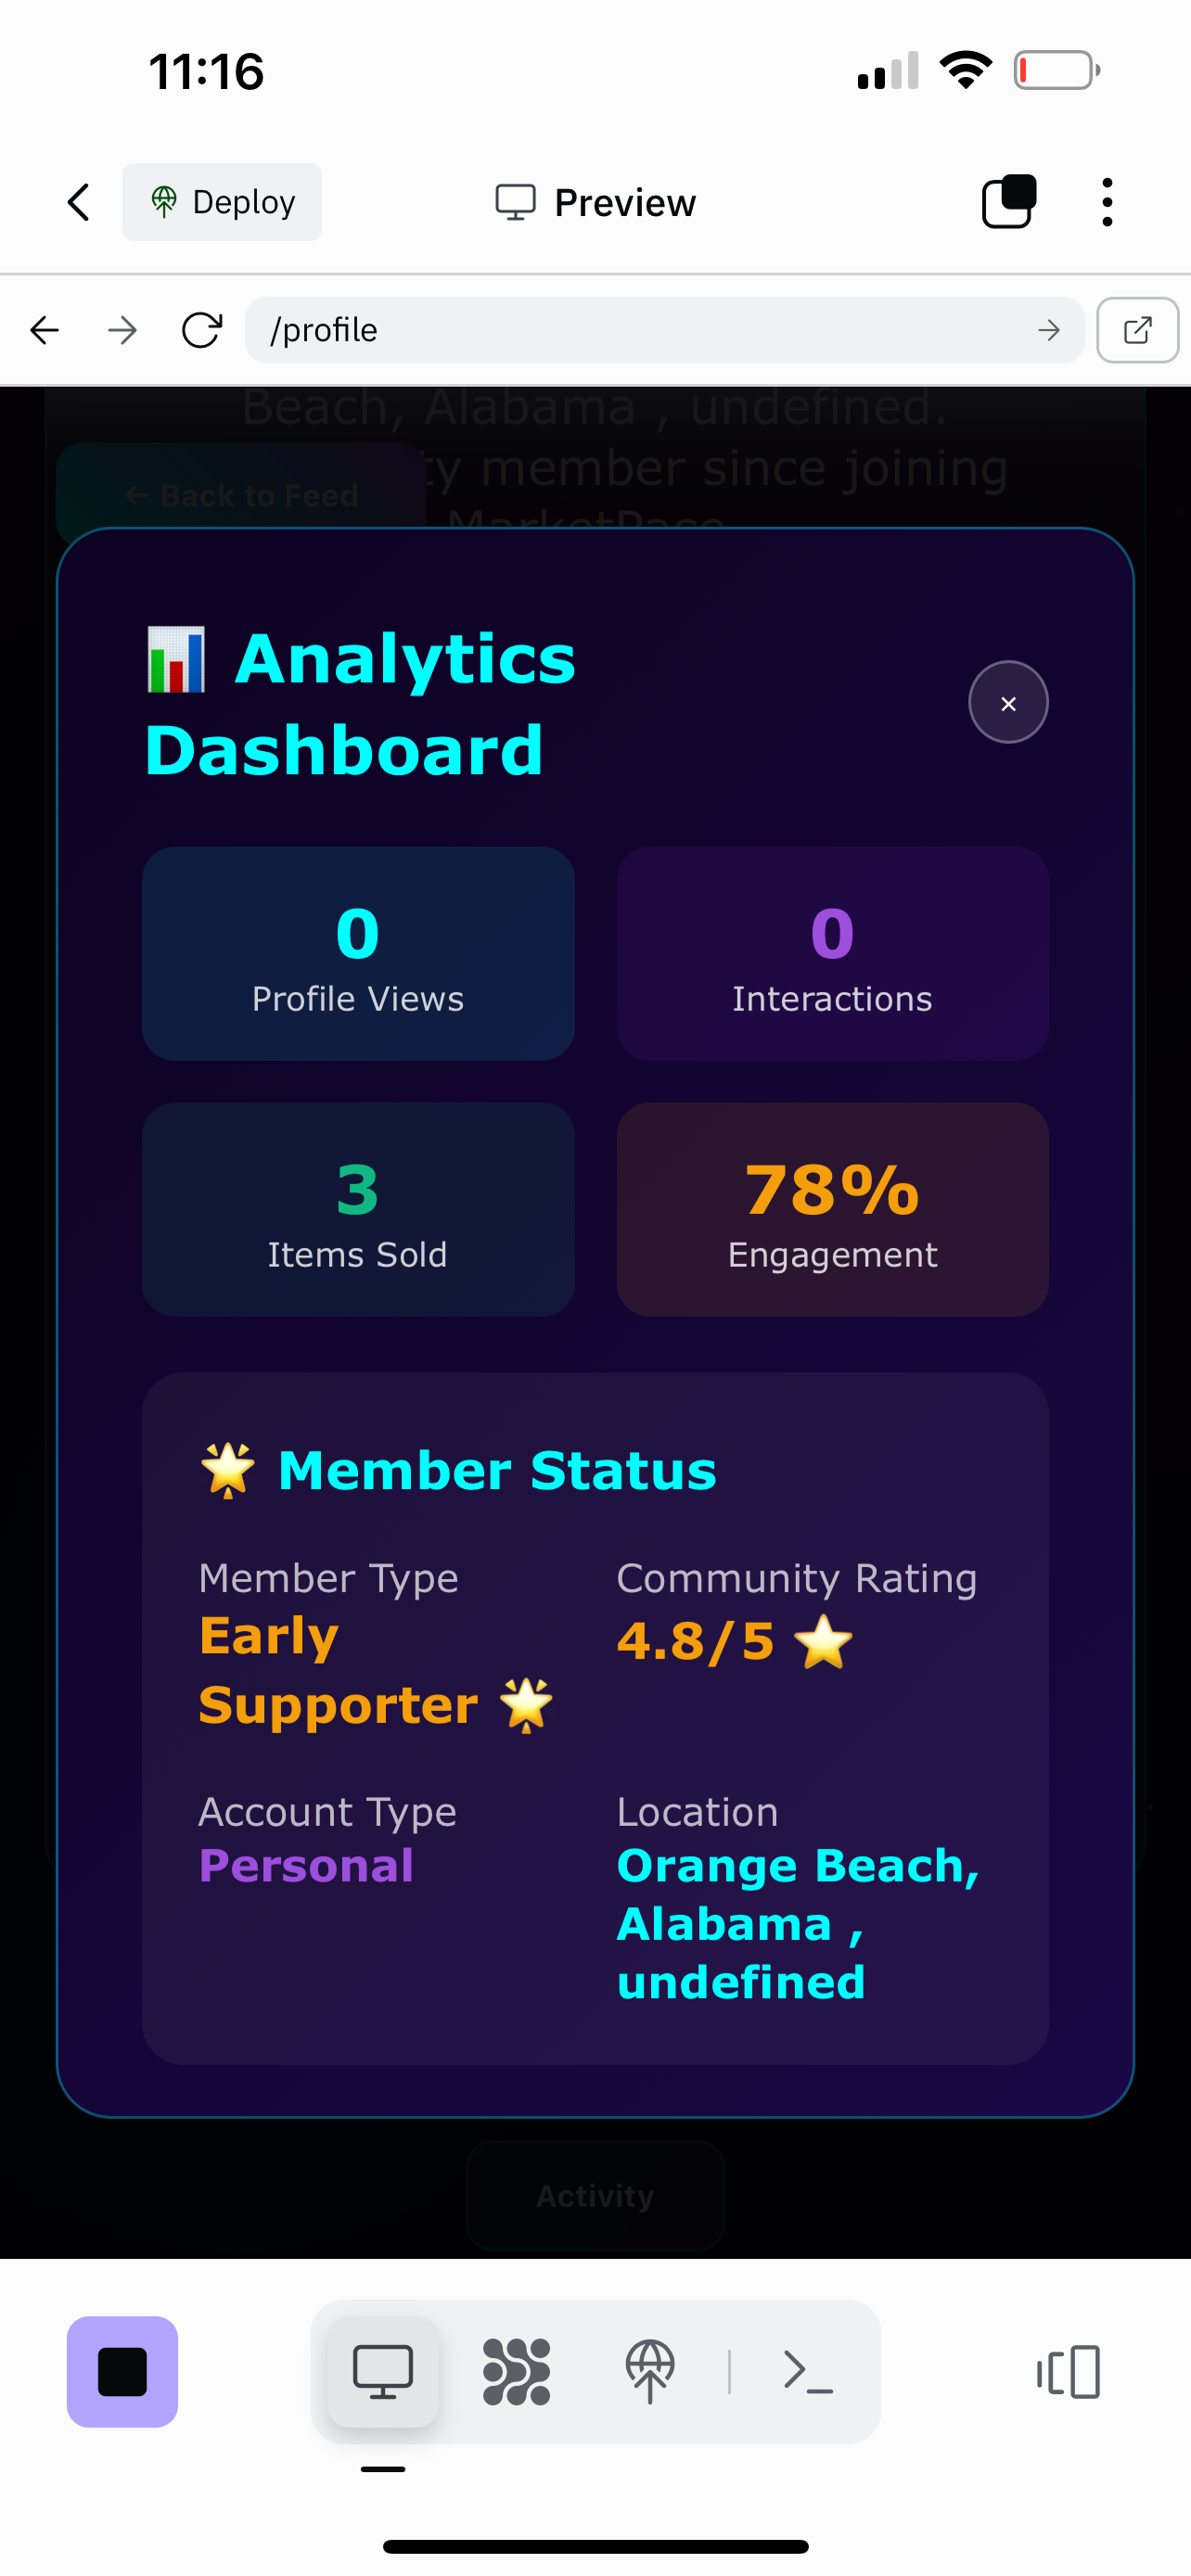 11:16
Deploy
Preview
/profile
Beach, Alabama , undefined.
ty member since joining
← Back to Feed
MarketPace
📊 Analytics
Dashboard
×
0
Profile Views
0
Interactions
3
Items Sold
78%
Engagement
🌟 Member Status
Member Type
Early
Supporter 🌟
Community Rating
4.8/5 ⭐
Account Type
Personal
Location
Orange Beach,
Alabama ,
undefined
Activity